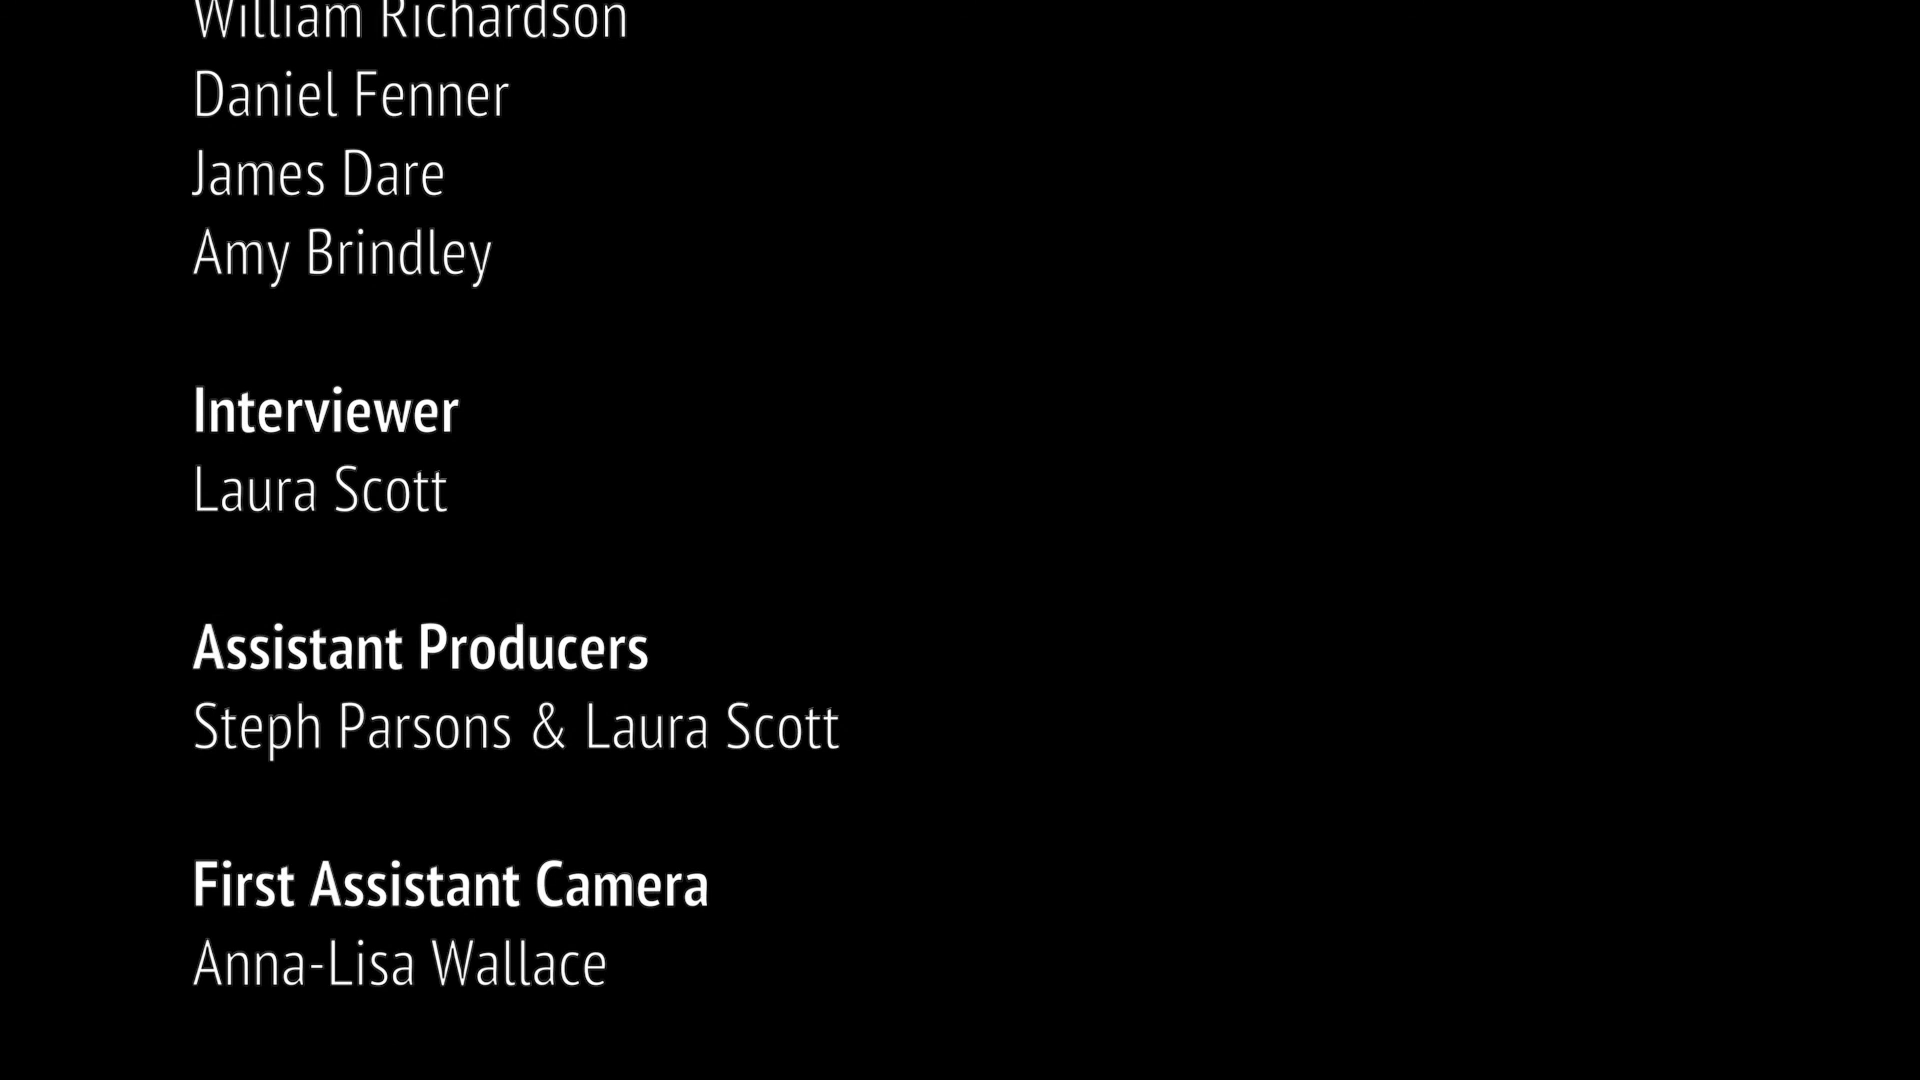 William Richardson
Daniel Fenner
James Dare
Amy Brindley
Interviewer
Laura Scott
Assistant Producers
Steph Parsons & Laura Scott
First Assistant Camera
Anna-Lisa Wallace